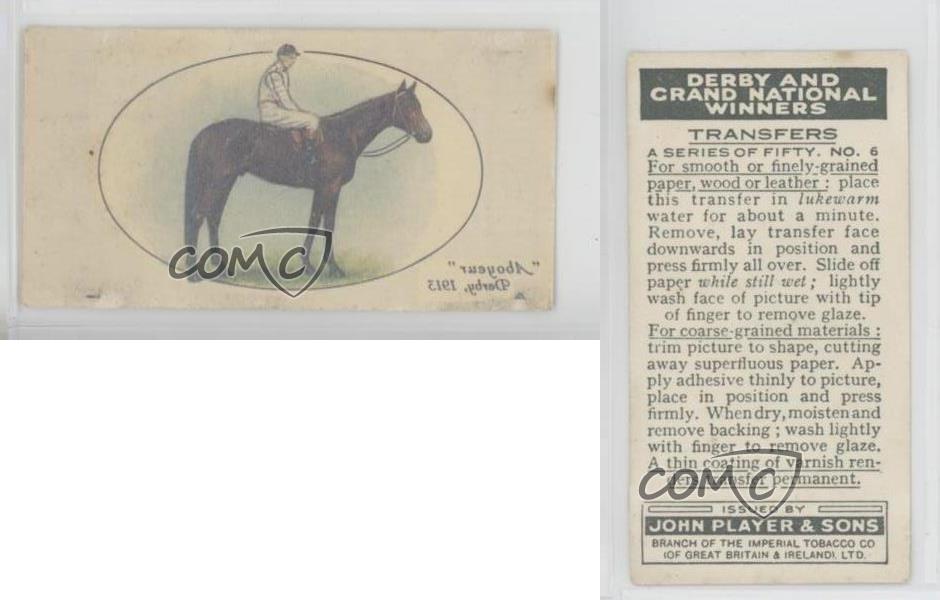 "Aboyeur"
Derby, 1913
COMC
DERBY AND
GRAND NATIONAL
WINNERS
TRANSFERS
A SERIES OF FIFTY. NO. 6
For smooth or finely-grained
paper, wood or leather : place
this transfer in lukewarm
water for about a minute.
Remove, lay transfer face
downwards in position and
press firmly all over. Slide off
paper while still wet ; lightly
wash face of picture with tip
of finger to remove glaze.
For coarse-grained materials :
trim picture to shape, cutting
away superfluous paper. Ap-
ply adhesive thinly to picture,
place in position and press
firmly. When dry, moisten and
remove backing ; wash lightly
with finger to remove glaze.
A thin coating of varnish ren-
ders transfer permanent.
COMC
ISSUED BY
JOHN PLAYER & SONS
BRANCH OF THE IMPERIAL TOBACCO CO
(OF GREAT BRITAIN & IRELAND), LTD.